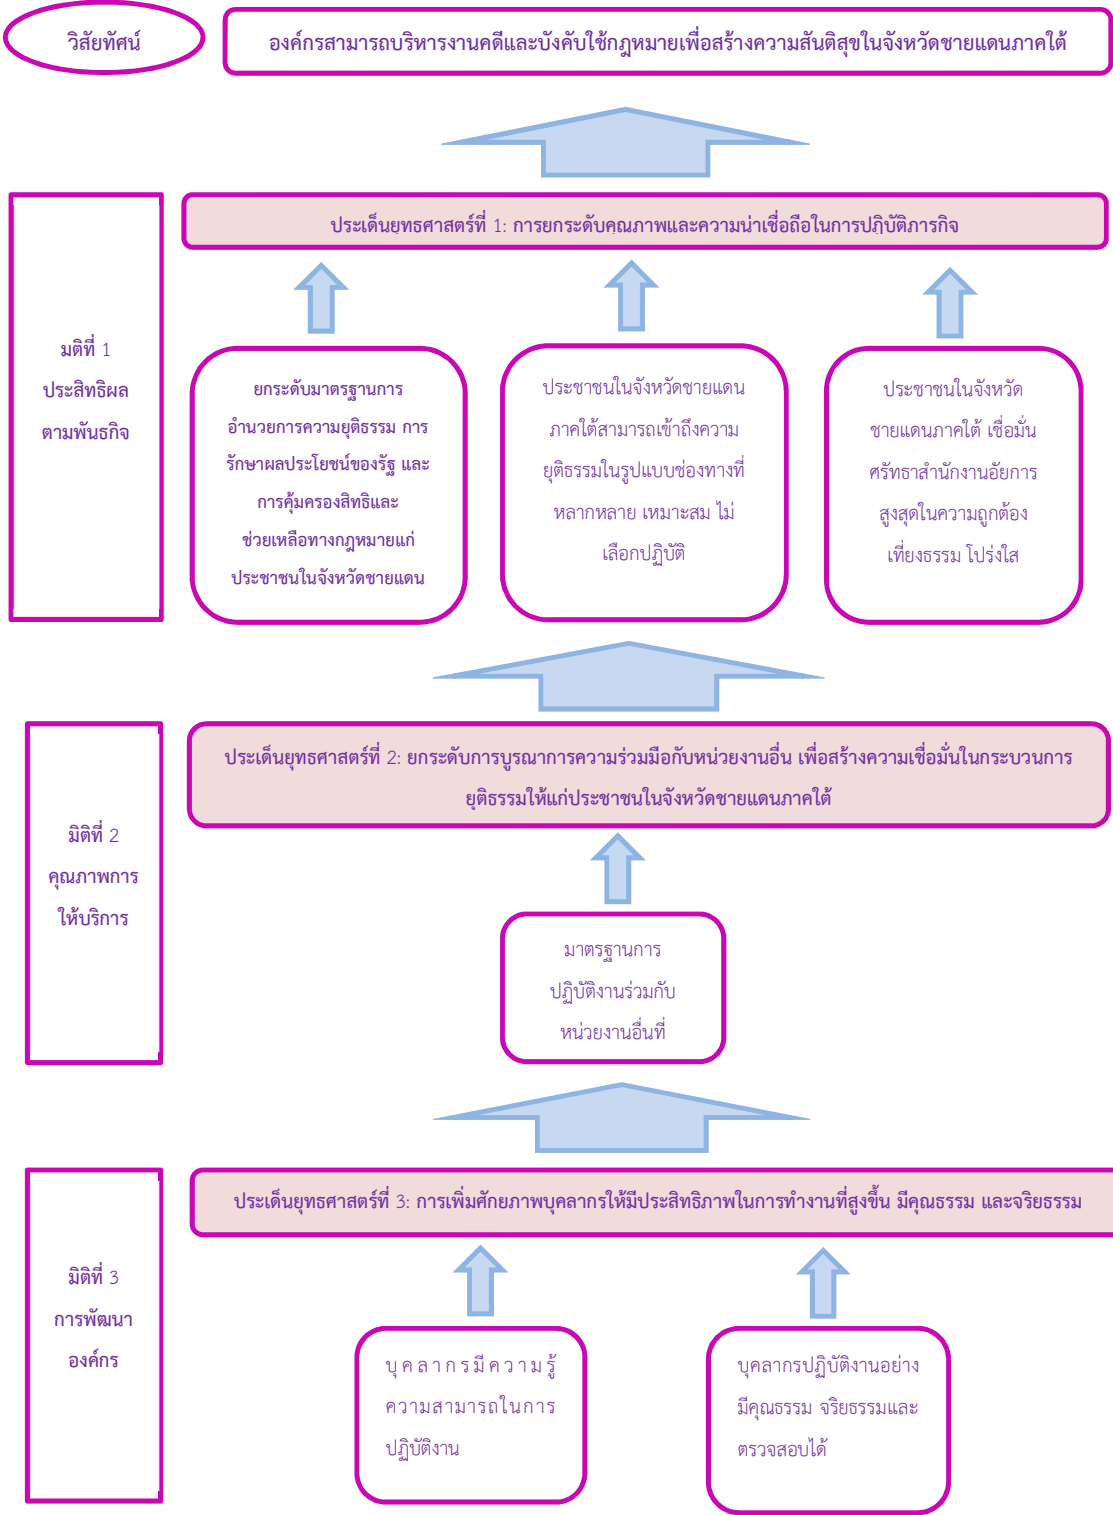 วิสัยทัศน์
องค์กรสามารถบริหารงานคดีและบังคับใช้กฎหมายเพื่อสร้างความสันติสุขในจังหวัดชายแดนภาคใต้
มติที่ 1
ประสิทธิผล
ตามพันธกิจ
ประเด็นยุทธศาสตร์ที่ 1: การยกระดับคุณภาพและความน่าเชื่อถือในการปฏิบัติภารกิจ
ยกระดับมาตรฐานการ
อำนวยการความยุติธรรม การ
รักษาผลประโยชน์ของรัฐ และ
การคุ้มครองสิทธิและ
ช่วยเหลือทางกฎหมายแก่
ประชาชนในจังหวัดชายแดน
ประชาชนในจังหวัดชายแดน
ภาคใต้สามารถเข้าถึงความ
ยุติธรรมในรูปแบบช่องทางที่
หลากหลาย เหมาะสม ไม่
เลือกปฏิบัติ
ประชาชนในจังหวัด
ชายแดนภาคใต้ เชื่อมั่น
ศรัทธาสำนักงานอัยการ
สูงสุดในความถูกต้อง
เที่ยงธรรม โปร่งใส
มิติที่ 2
คุณภาพการ
ให้บริการ
ประเด็นยุทธศาสตร์ที่ 2: ยกระดับการบูรณาการความร่วมมือกับหน่วยงานอื่น เพื่อสร้างความเชื่อมั่นในกระบวนการ
ยุติธรรมให้แก่ประชาชนในจังหวัดชายแดนภาคใต้
มาตรฐานการ
ปฏิบัติงานร่วมกับ
หน่วยงานอื่นที่
มิติที่ 3
การพัฒนา
องค์กร
ประเด็นยุทธศาสตร์ที่ 3: การเพิ่มศักยภาพบุคลากรให้มีประสิทธิภาพในการทำงานที่สูงขึ้น มีคุณธรรม และจริยธรรม
บุคลากรมีความรู้
ความสามารถในการ
ปฏิบัติงาน
บุคลากรปฏิบัติงานอย่าง
มีคุณธรรม จริยธรรมและ
ตรวจสอบได้